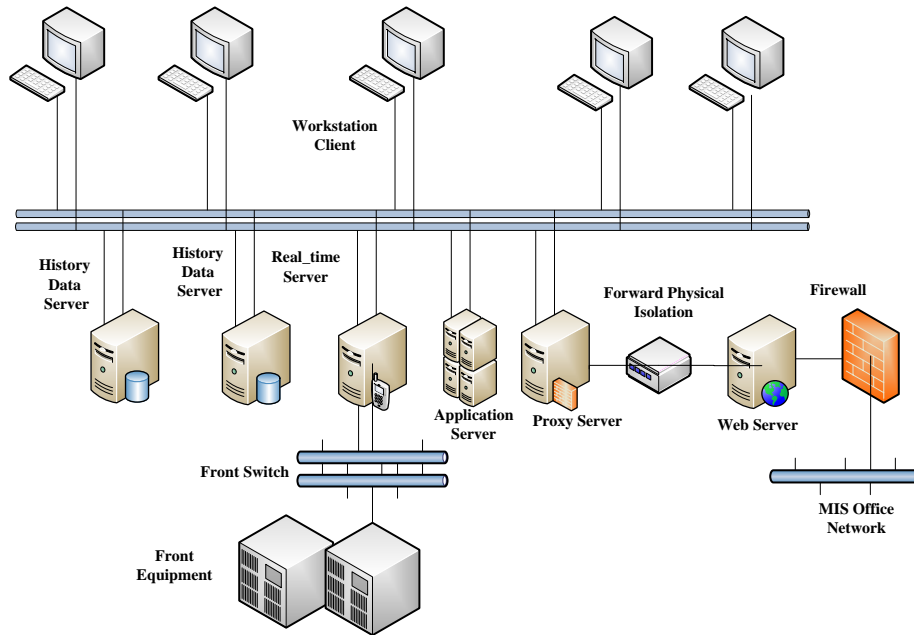 Workstation
Client
History
Data
Server
History
Data
Server
Real_time
Server
Forward Physical
Isolation
Firewall
Application
Server
Proxy Server
Web Server
Front Switch
MIS Office
Network
Front
Equipment